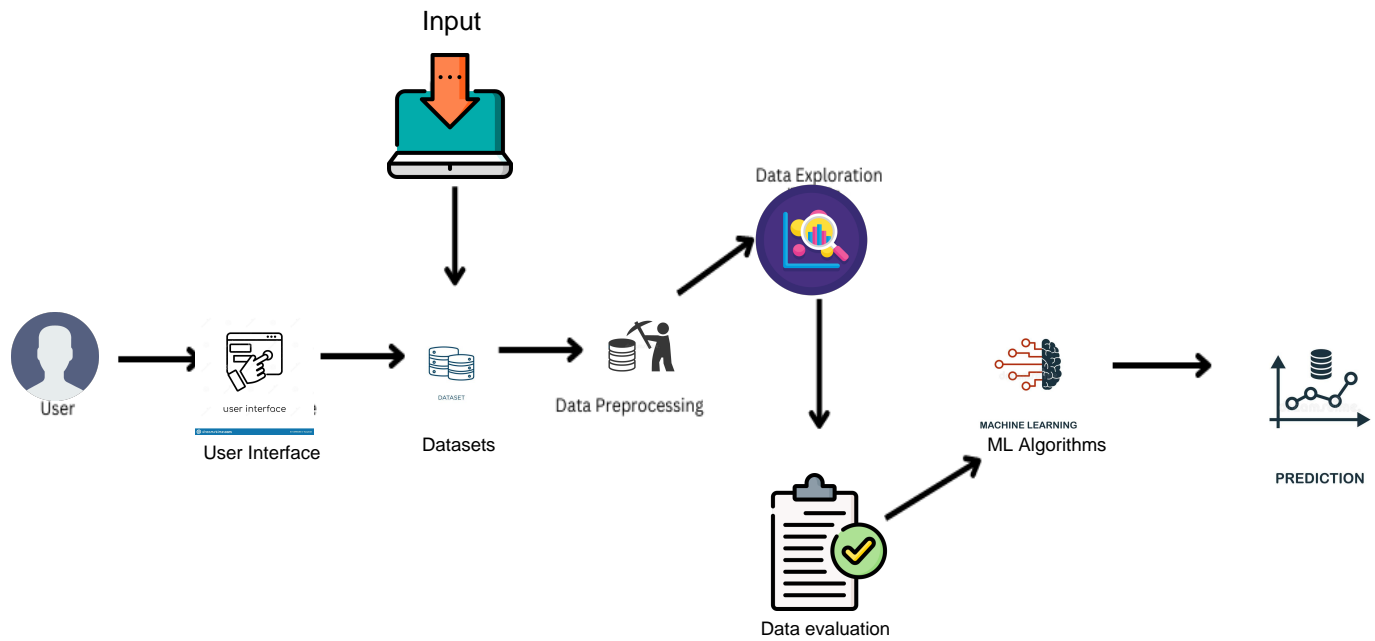 Input
Data Exploration
User
user interface
User Interface
DATASET
Datasets
Data Preprocessing
MACHINE LEARNING
ML Algorithms
PREDICTION
Data evaluation